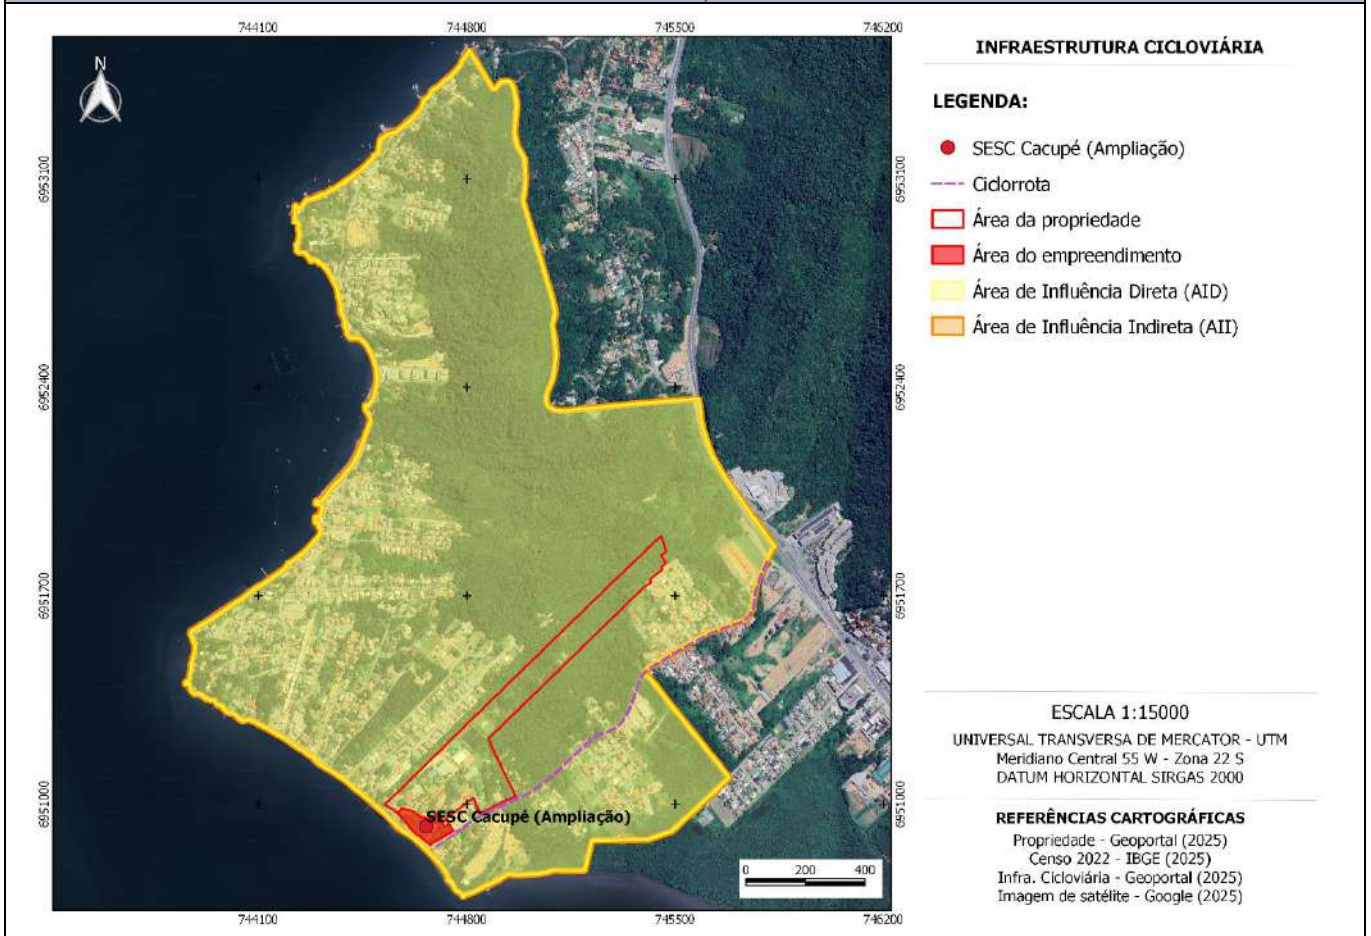 744100 744800 745500 746200
N
6953100
6952400
6951700
6951000
6953100
6952400
6951700
6951000
SESC Cacupé (Ampliação)
0 200 400
744100 744800 745500 746200
INFRAESTRUTURA CICLOVIÁRIA
LEGENDA:
SESC Cacupé (Ampliação)
Ciclorrota
Área da propriedade
Área do empreendimento
Área de Influência Direta (AID)
Área de Influência Indireta (AII)
ESCALA 1:15000
UNIVERSAL TRANSVERSA DE MERCATOR - UTM
Meridiano Central 55 W - Zona 22 S
DATUM HORIZONTAL SIRGAS 2000
REFERÊNCIAS CARTOGRÁFICAS
Propriedade - Geoportal (2025)
Censo 2022 - IBGE (2025)
Infra. Cicloviária - Geoportal (2025)
Imagem de satélite - Google (2025)